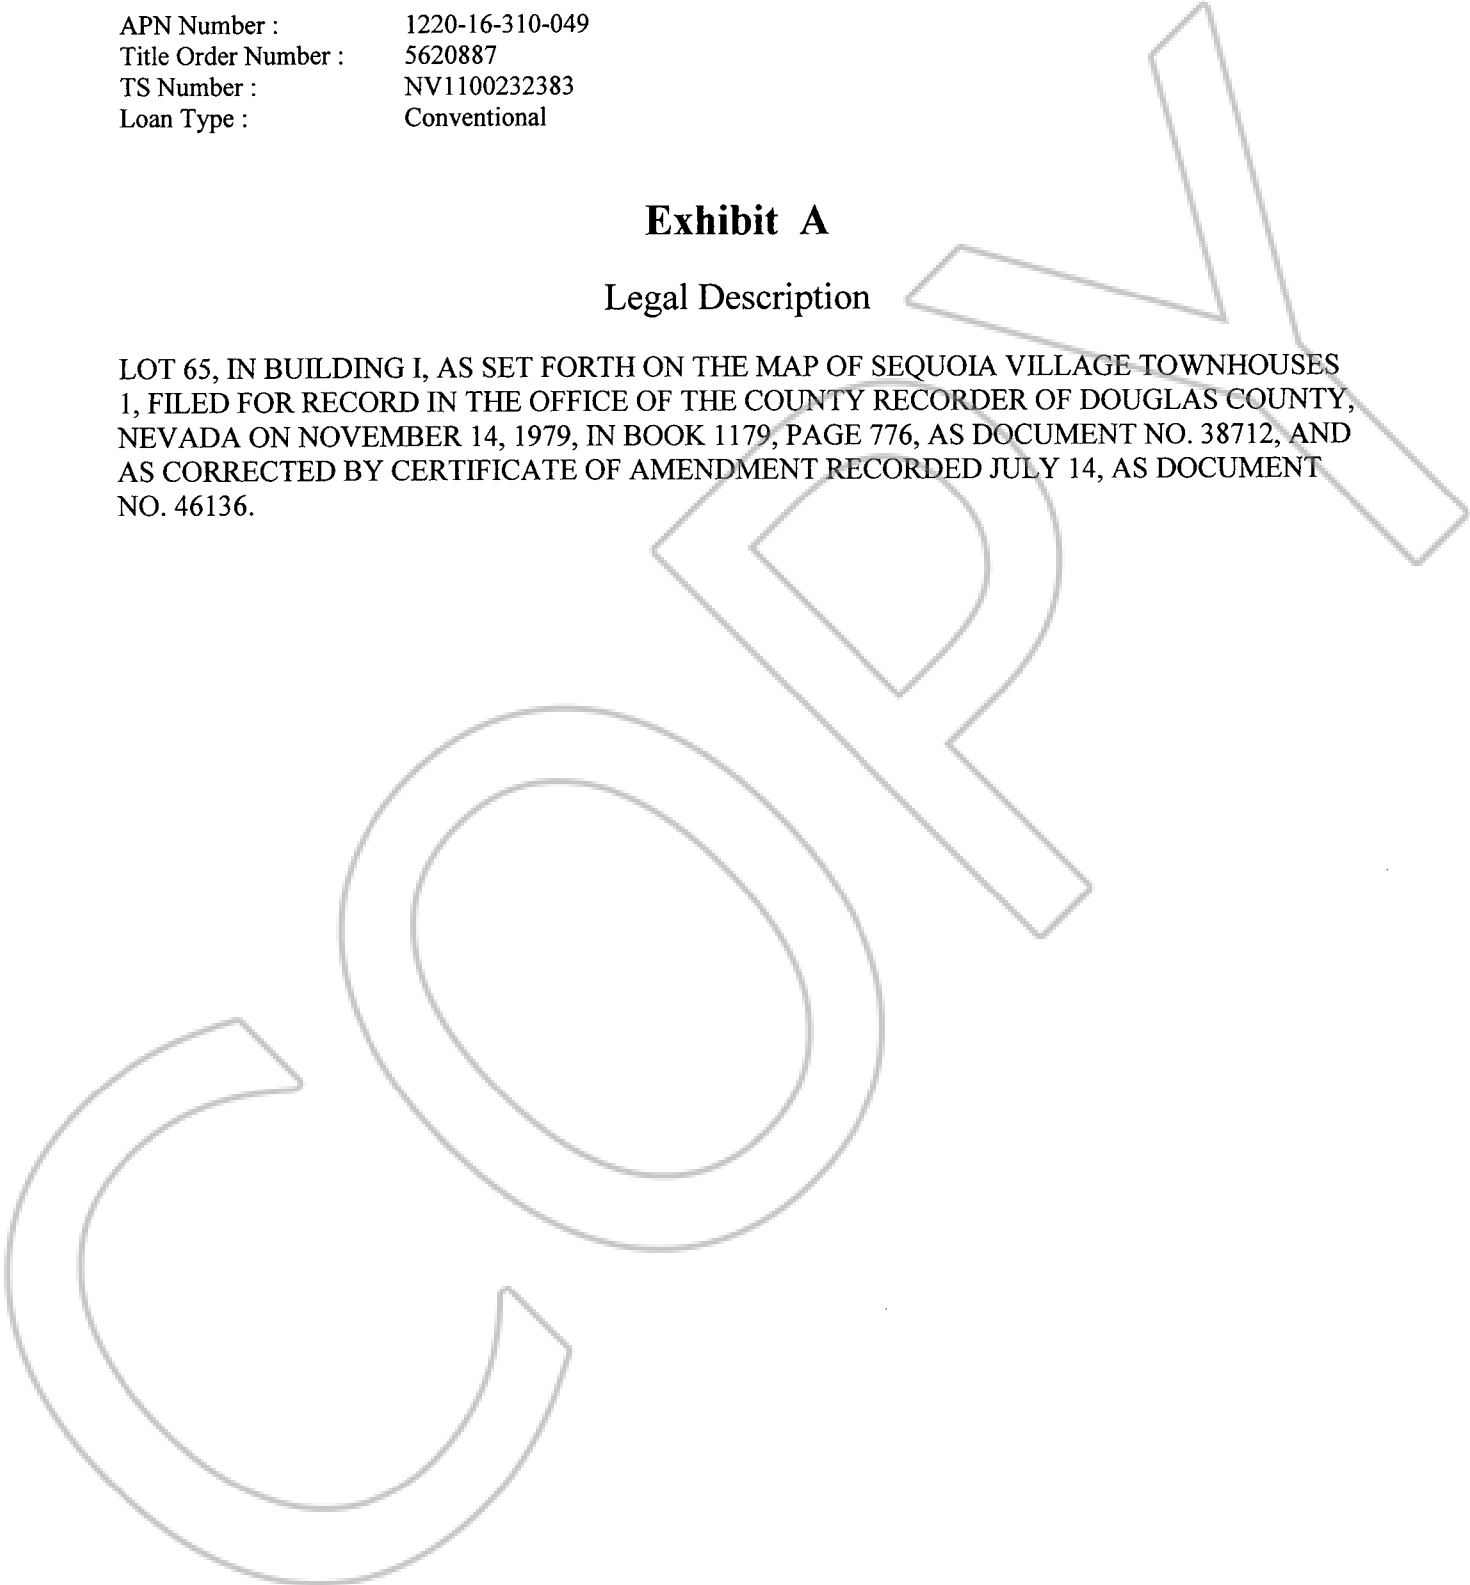 APN Number : 1220-16-310-049
Title Order Number : 5620887
TS Number : NV1100232383
Loan Type : Conventional
Exhibit A
Legal Description
LOT 65, IN BUILDING I, AS SET FORTH ON THE MAP OF SEQUOIA VILLAGE TOWNHOUSES
1, FILED FOR RECORD IN THE OFFICE OF THE COUNTY RECORDER OF DOUGLAS COUNTY,
NEVADA ON NOVEMBER 14, 1979, IN BOOK 1179, PAGE 776, AS DOCUMENT NO. 38712, AND
AS CORRECTED BY CERTIFICATE OF AMENDMENT RECORDED JULY 14, AS DOCUMENT
NO. 46136.
COPY